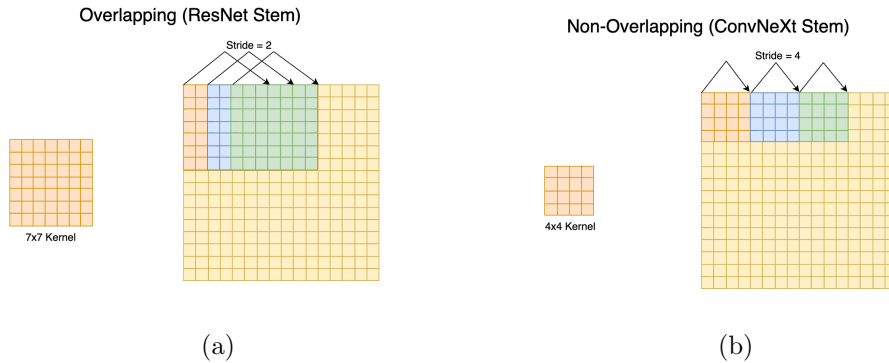 Overlapping (ResNet Stem)
Stride = 2
7x7 Kernel
(a)
Non-Overlapping (ConvNeXt Stem)
Stride = 4
4x4 Kernel
(b)